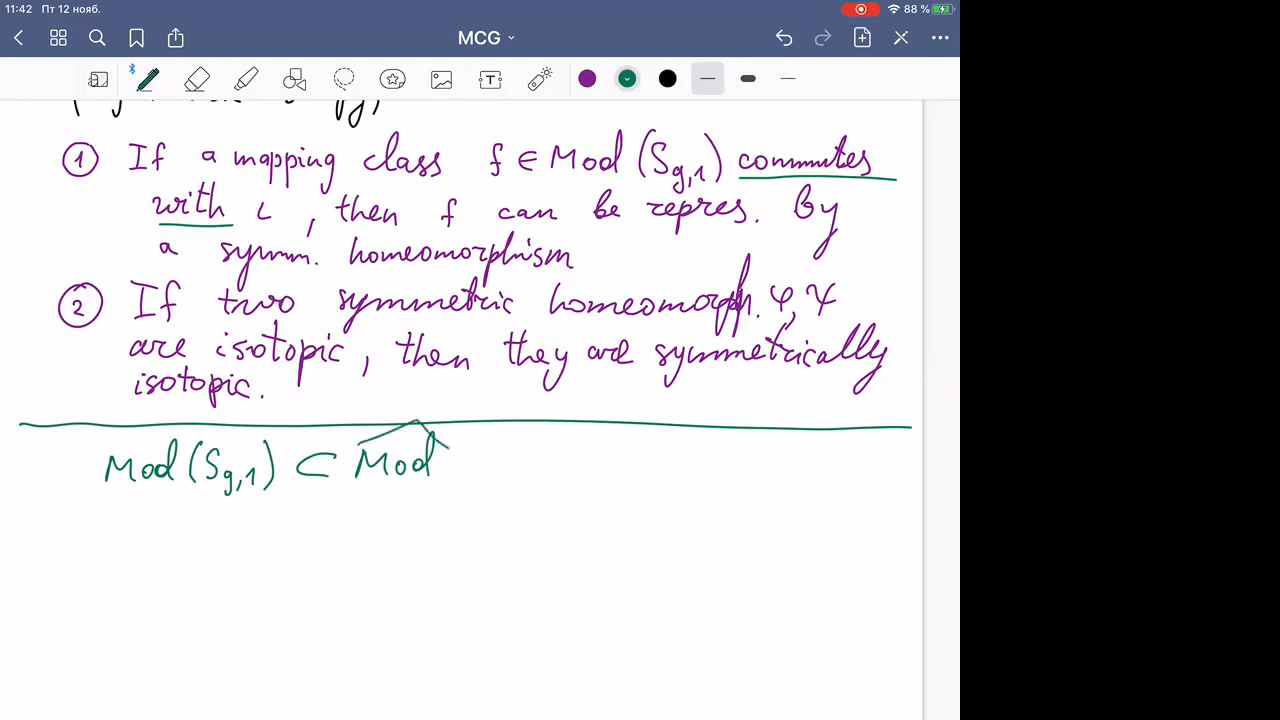 11:42 Пт 12 нояб. 88 %
MCG
T
① If a mapping class f ∈ Mod (S_{g,1}) commutes
with ι, then f can be repres. by
a symm. homeomorphism
② If two symmetric homeomorph. φ, ψ
are isotopic, then they are symmetrically
isotopic.
Mod(S_{g,1}) ⊂ \widehat{Mod}